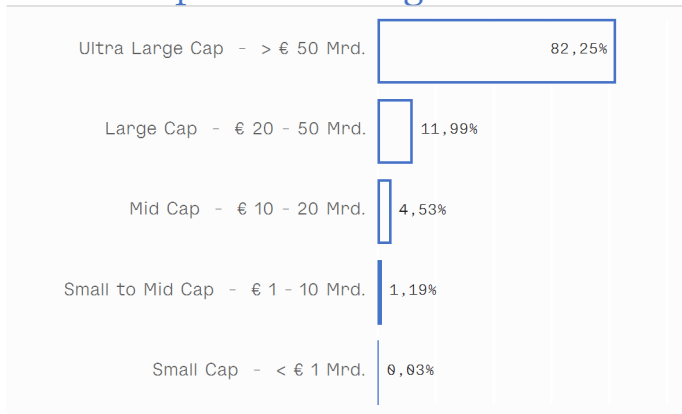 Ultra Large Cap - > € 50 Mrd. 82,25%
Large Cap - € 20 - 50 Mrd. 11,99%
Mid Cap - € 10 - 20 Mrd. 4,53%
Small to Mid Cap - € 1 - 10 Mrd. 1,19%
Small Cap - < € 1 Mrd. 0,03%